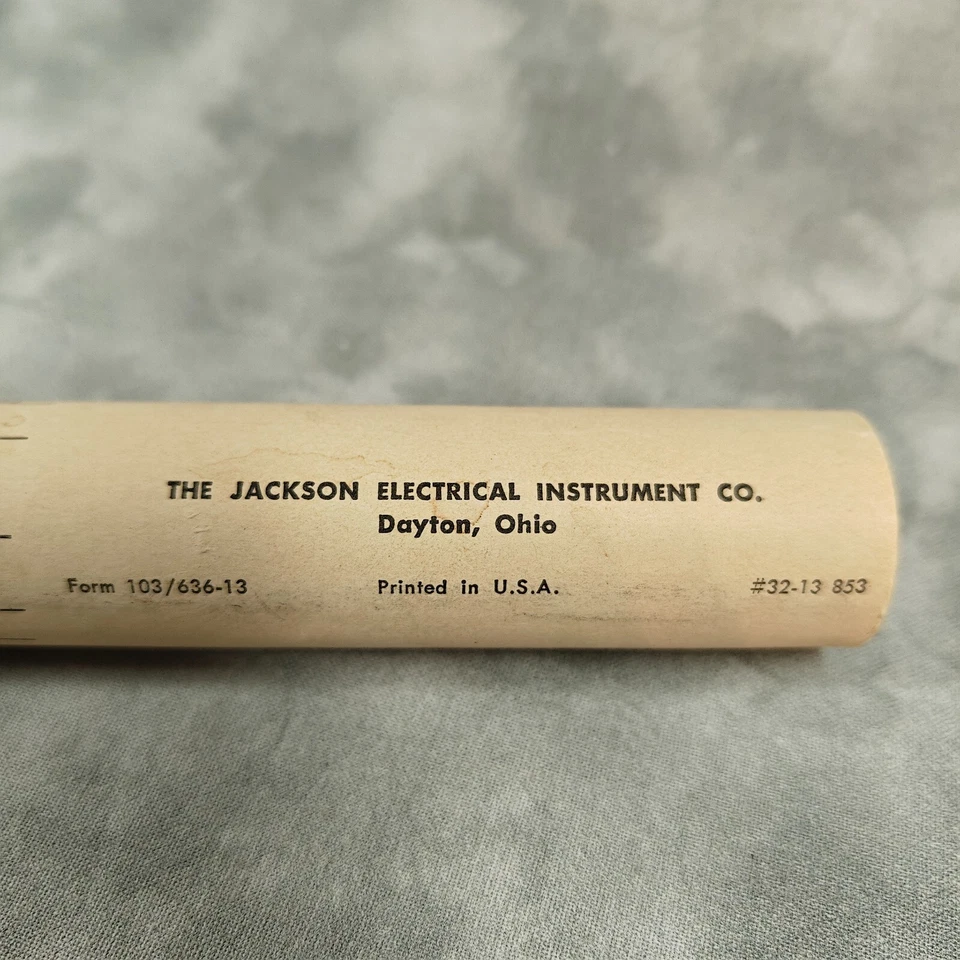 THE JACKSON ELECTRICAL INSTRUMENT CO.
Dayton, Ohio
Form 103/636-13 Printed in U.S.A. #32-13 853